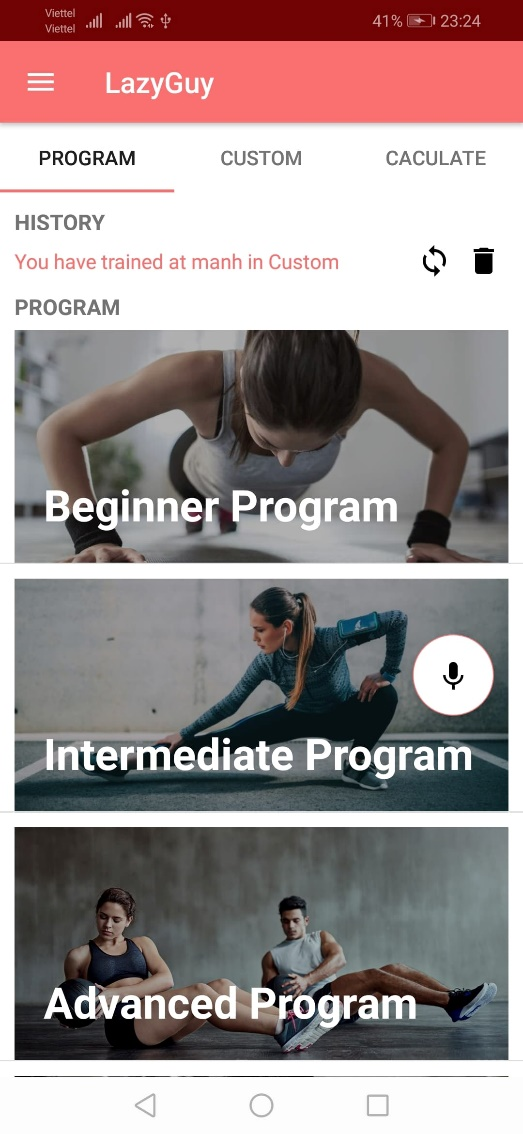 Viettel
Viettel
41% 23:24
LazyGuy
PROGRAM CUSTOM CACULATE
HISTORY
You have trained at manh in Custom
PROGRAM
Beginner Program
Intermediate Program
Advanced Program